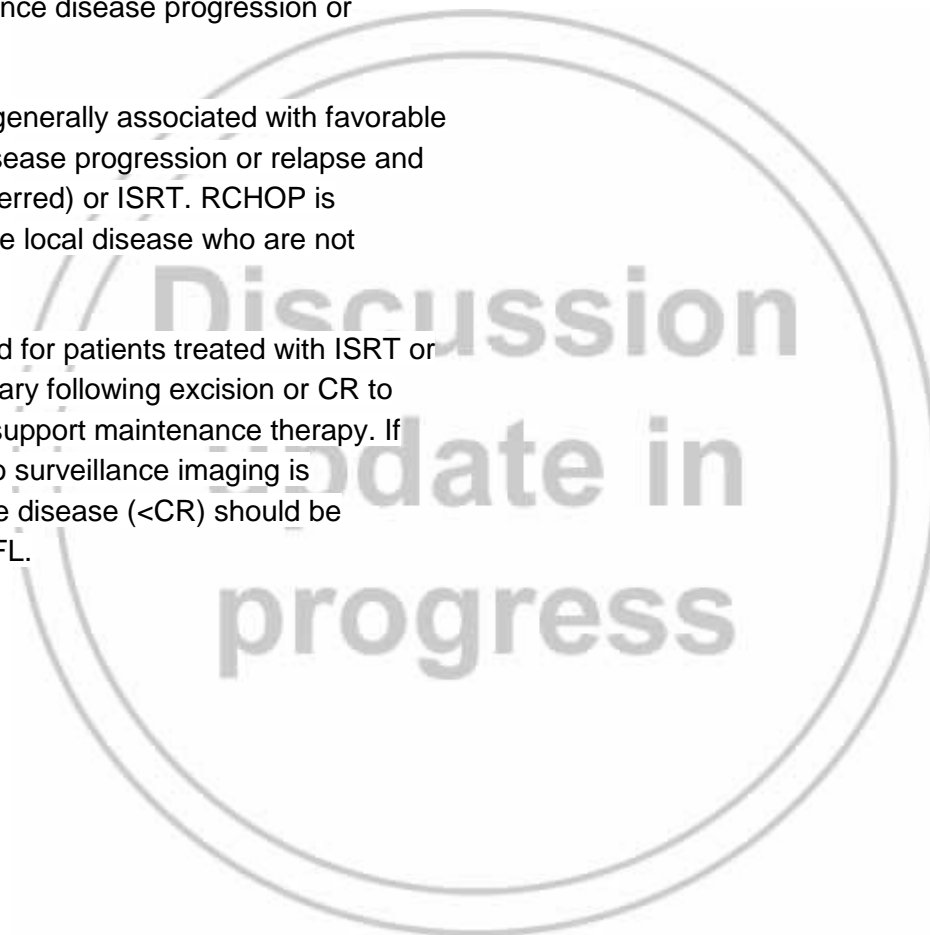 ance disease progression or
generally associated with favorable
sease progression or relapse and
erred) or ISRT. RCHOP is
e local disease who are not
d for patients treated with ISRT or
ary following excision or CR to
support maintenance therapy. If
o surveillance imaging is
e disease (<CR) should be
FL.
Discussion
update in
progress